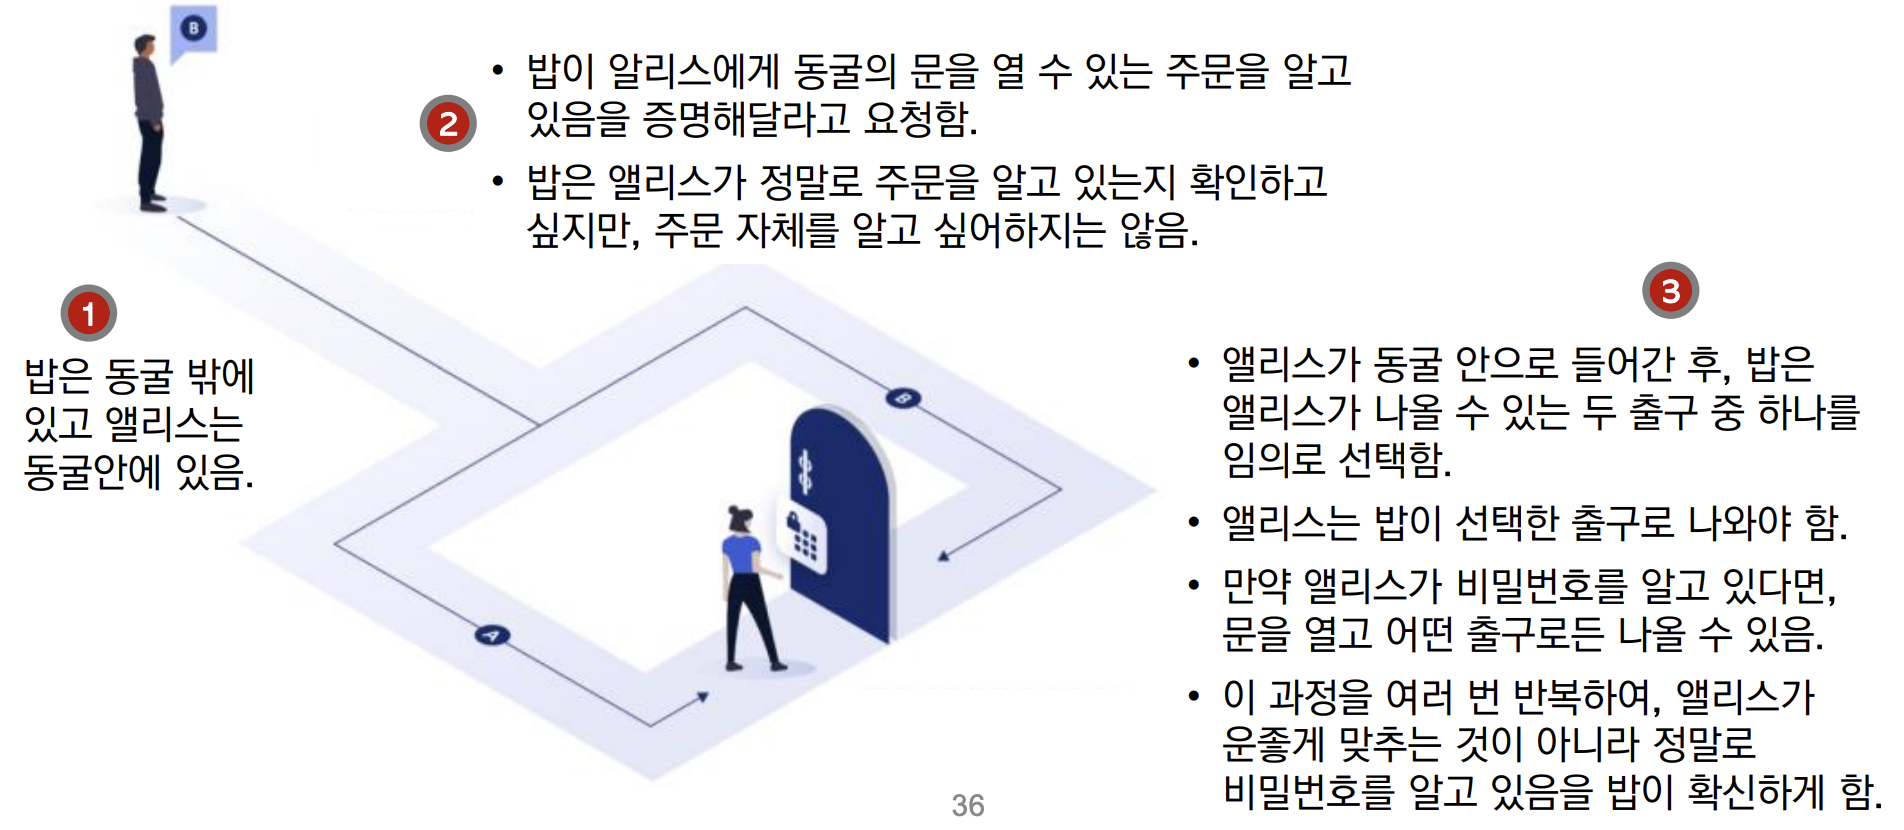 B
1
밥은 동굴 밖에
있고 앨리스는
동굴안에 있음.
2
• 밥이 알리스에게 동굴의 문을 열 수 있는 주문을 알고
있음을 증명해달라고 요청함.
• 밥은 앨리스가 정말로 주문을 알고 있는지 확인하고
싶지만, 주문 자체를 알고 싶어하지는 않음.
3
• 앨리스가 동굴 안으로 들어간 후, 밥은
앨리스가 나올 수 있는 두 출구 중 하나를
임의로 선택함.
• 앨리스는 밥이 선택한 출구로 나와야 함.
• 만약 앨리스가 비밀번호를 알고 있다면,
문을 열고 어떤 출구로든 나올 수 있음.
• 이 과정을 여러 번 반복하여, 앨리스가
운좋게 맞추는 것이 아니라 정말로
비밀번호를 알고 있음을 밥이 확신하게 함.
B
A
36